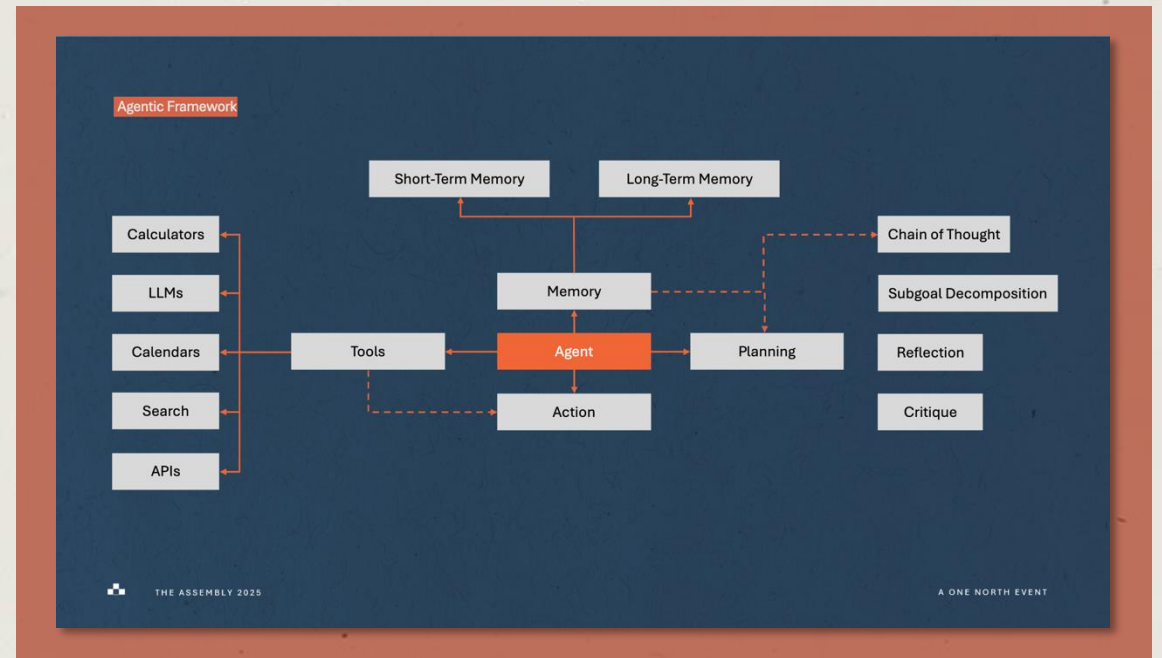 Agentic Framework
Short-Term Memory
Long-Term Memory
Calculators
Chain of Thought
LLMs
Memory
Subgoal Decomposition
Calendars
Tools
Agent
Planning
Reflection
Search
Action
Critique
APIs
THE ASSEMBLY 2025
A ONE NORTH EVENT